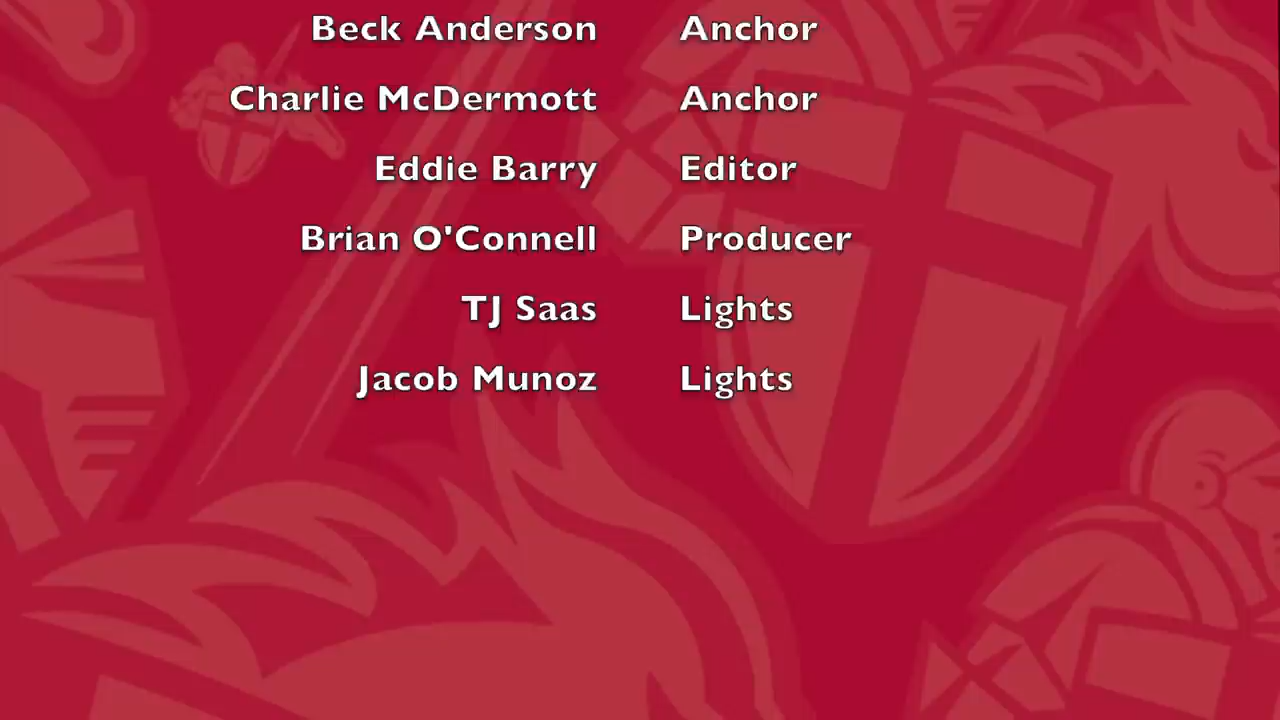 Beck Anderson Anchor
Charlie McDermott Anchor
Eddie Barry Editor
Brian O'Connell Producer
TJ Saas Lights
Jacob Munoz Lights